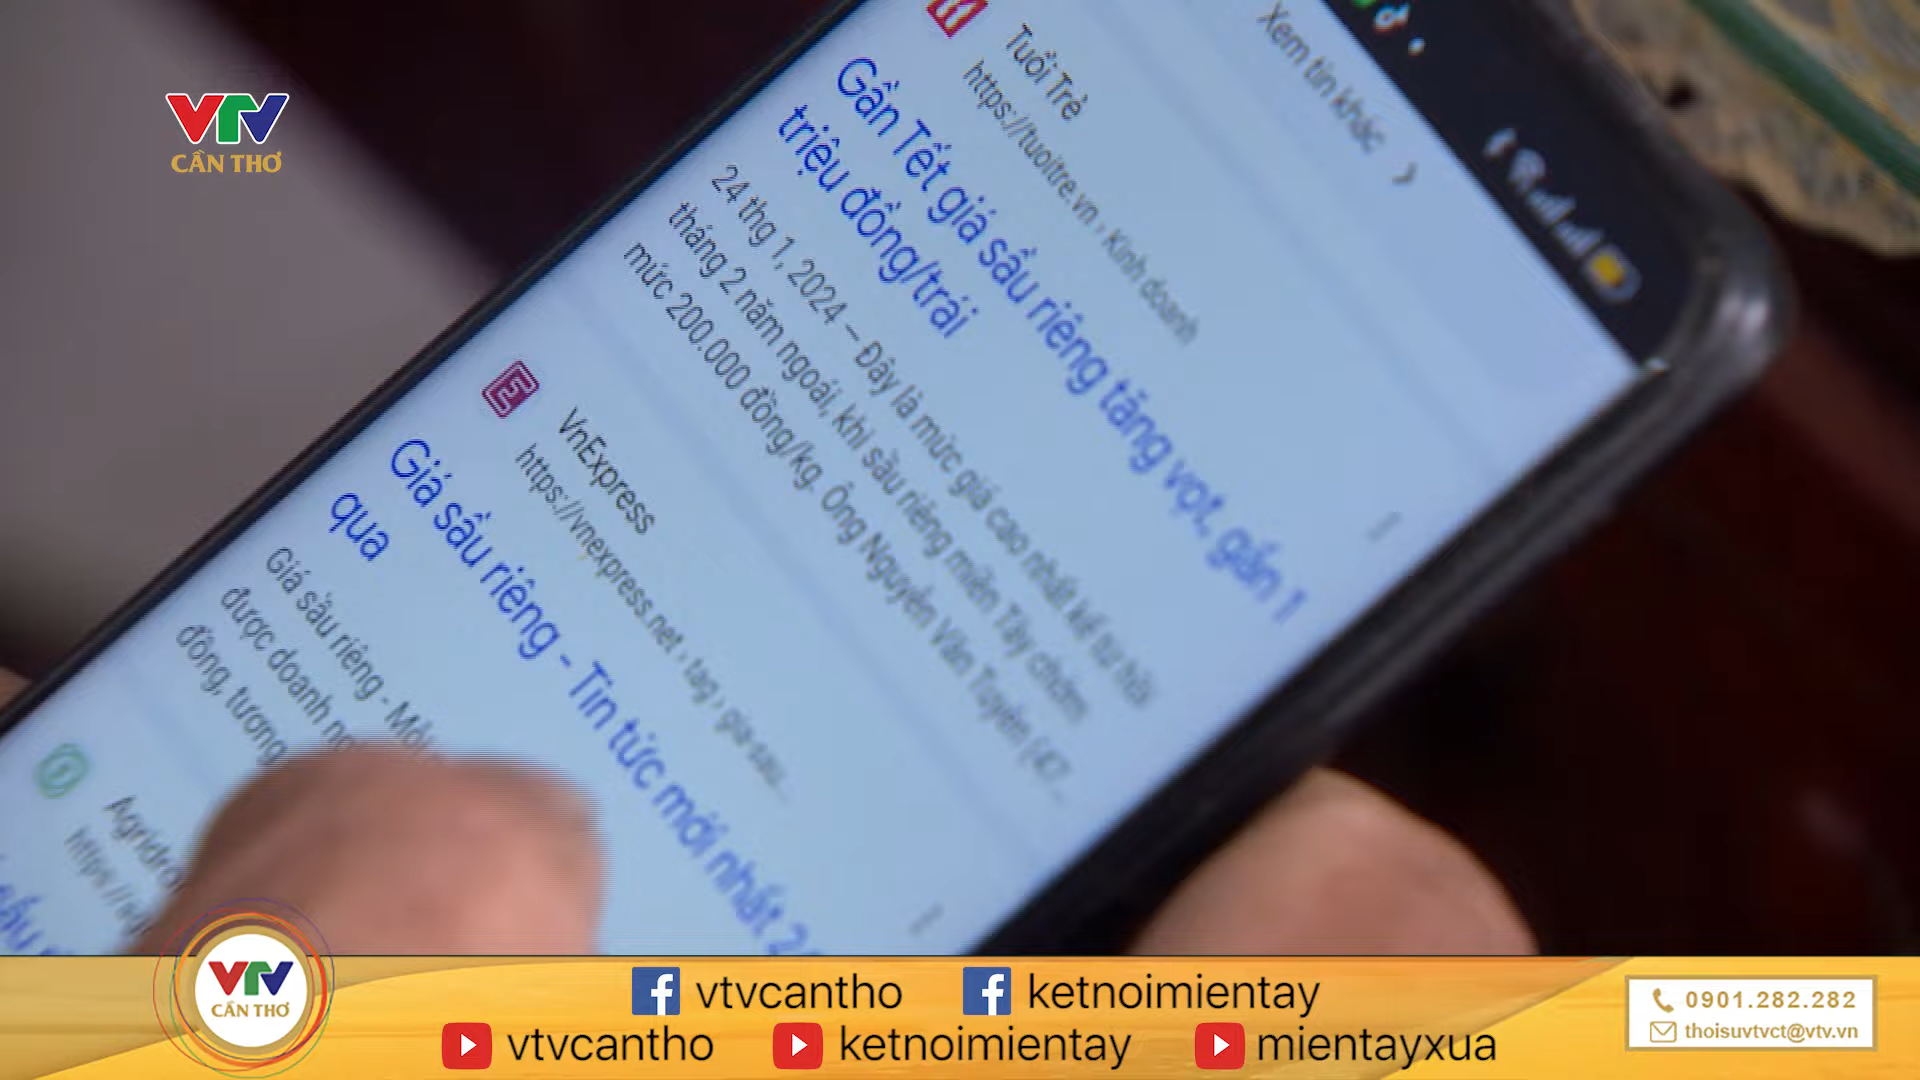 VTV
CẦN THƠ
Xem tin khác
Tuổi Trẻ
https://tuoitre.vn › Kinh doanh
Gần Tết giá sầu riêng tăng vọt, gần 1
triệu đồng/trái
24 thg 1, 2024 — Đây là mức giá cao nhất kể từ hồi
tháng 2 năm ngoái, khi sầu riêng miền Tây chớm
mức 200.000 đồng/kg. Ông Nguyễn Văn Tuyên (47...
VnExpress
https://vnexpress.net › tag › gia-sau...
Giá sầu riêng - Tin tức mới nhất 24
qua
Giá sầu riêng - Mỗi
được doanh
đồng, tương
VTV
CẦN THƠ
vtvcantho
ketnoimientay
vtvcantho
ketnoimientay
mientayxua
0901.282.282
thoisuvtvct@vtv.vn